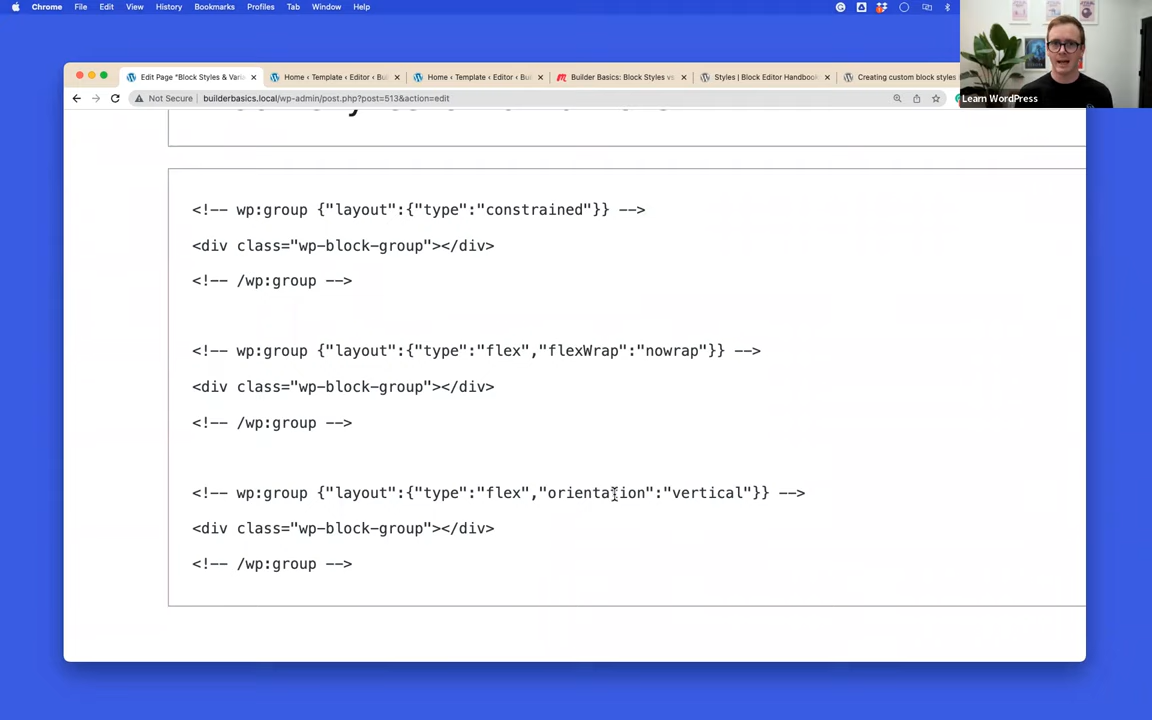 Chrome File Edit View History Bookmarks Profiles Tab Window Help
Edit Page "Block Styles & Varia
Home ‹ Template ‹ Editor ‹ Bui
Home ‹ Template ‹ Editor ‹ Bui
Builder Basics: Block Styles vs
Styles | Block Editor Handbook
Creating custom block styles
Not Secure builderbasics.local/wp-admin/post.php?post=513&action=edit
Learn WordPress
<!-- wp:group {"layout":{"type":"constrained"}} -->
<div class="wp-block-group"></div>
<!-- /wp:group -->
<!-- wp:group {"layout":{"type":"flex","flexWrap":"nowrap"}} -->
<div class="wp-block-group"></div>
<!-- /wp:group -->
<!-- wp:group {"layout":{"type":"flex","orientation":"vertical"}} -->
<div class="wp-block-group"></div>
<!-- /wp:group -->